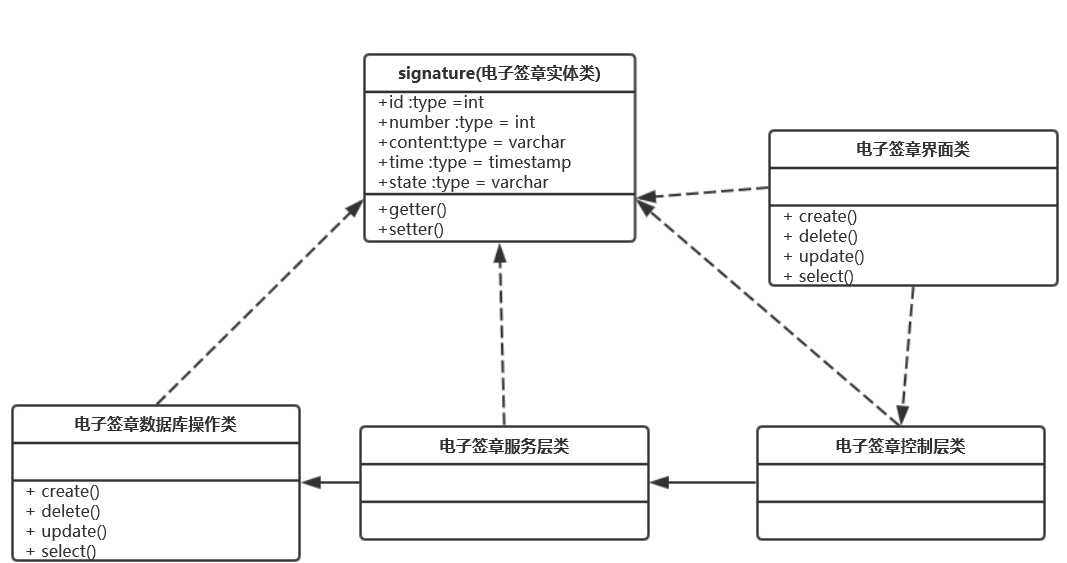 signature(电子签章实体类)
+id :type =int
+number :type = int
+content:type = varchar
+time :type = timestamp
+state :type = varchar
+getter()
+setter()
电子签章界面类
+ create()
+ delete()
+ update()
+ select()
电子签章数据库操作类
+ create()
+ delete()
+ update()
+ select()
电子签章服务层类
电子签章控制层类